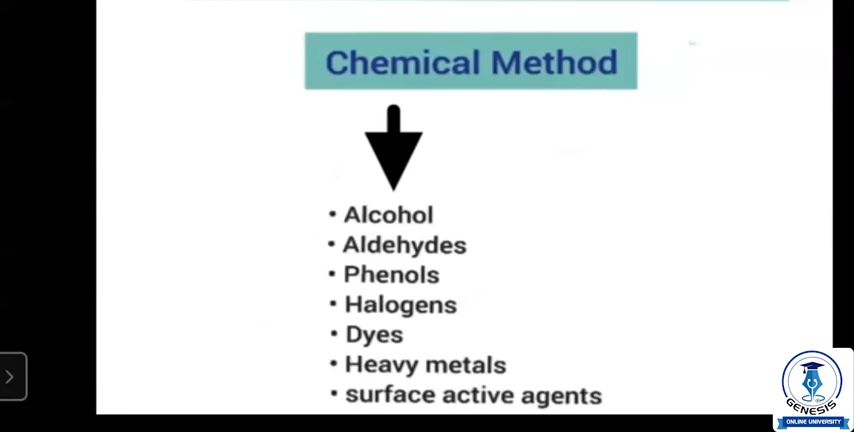 Chemical Method
• Alcohol
• Aldehydes
• Phenols
• Halogens
• Dyes
• Heavy metals
• surface active agents
GENESIS
ONLINE UNIVERSITY